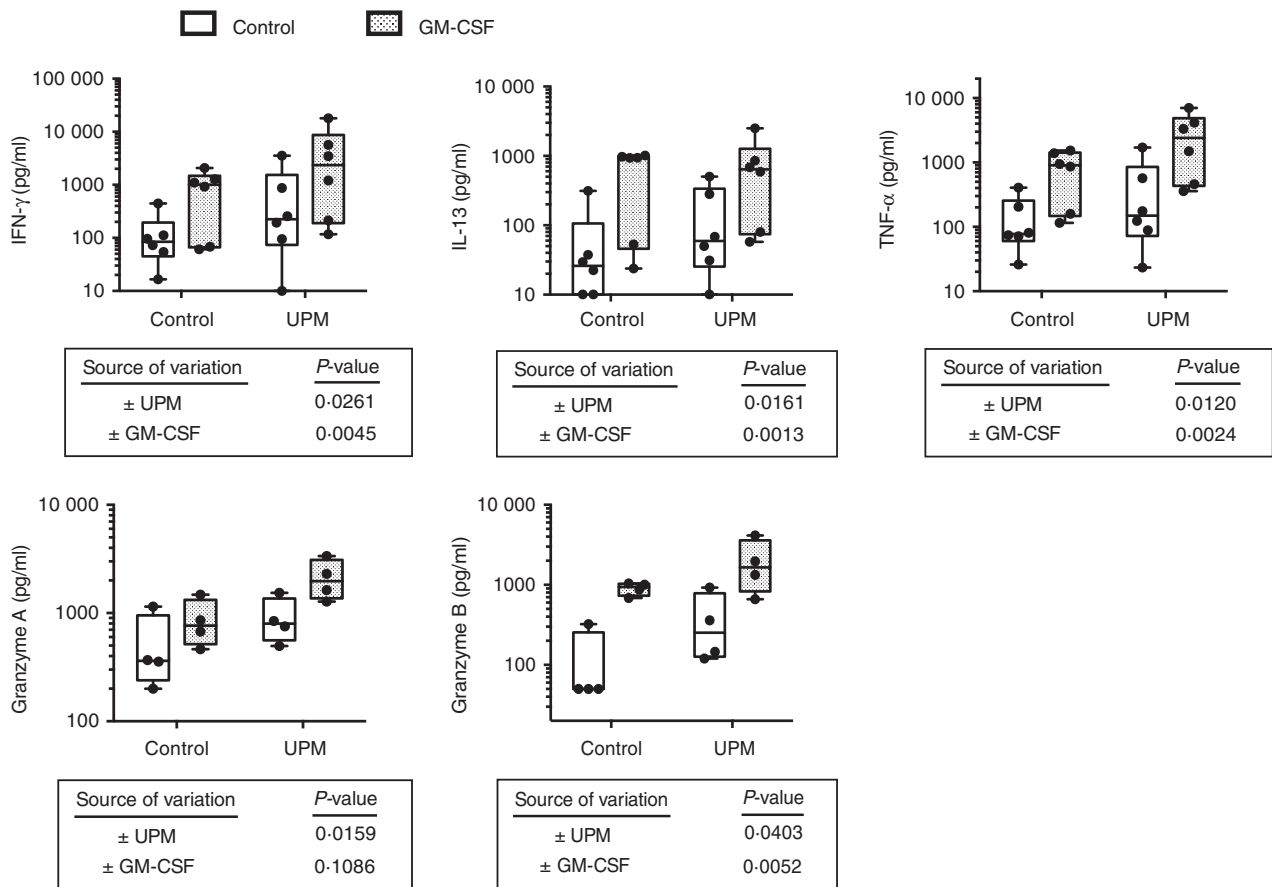 Control GM-CSF
IFN-γ (pg/ml)
100 000
10 000
1000
100
10
Control UPM
Source of variation P-value
± UPM 0·0261
± GM-CSF 0·0045
IL-13 (pg/ml)
10 000
1000
100
10
Control UPM
Source of variation P-value
± UPM 0·0161
± GM-CSF 0·0013
TNF-α (pg/ml)
10 000
1000
100
10
Control UPM
Source of variation P-value
± UPM 0·0120
± GM-CSF 0·0024
Granzyme A (pg/ml)
10 000
1000
100
Control UPM
Source of variation P-value
± UPM 0·0159
± GM-CSF 0·1086
Granzyme B (pg/ml)
10 000
1000
100
Control UPM
Source of variation P-value
± UPM 0·0403
± GM-CSF 0·0052